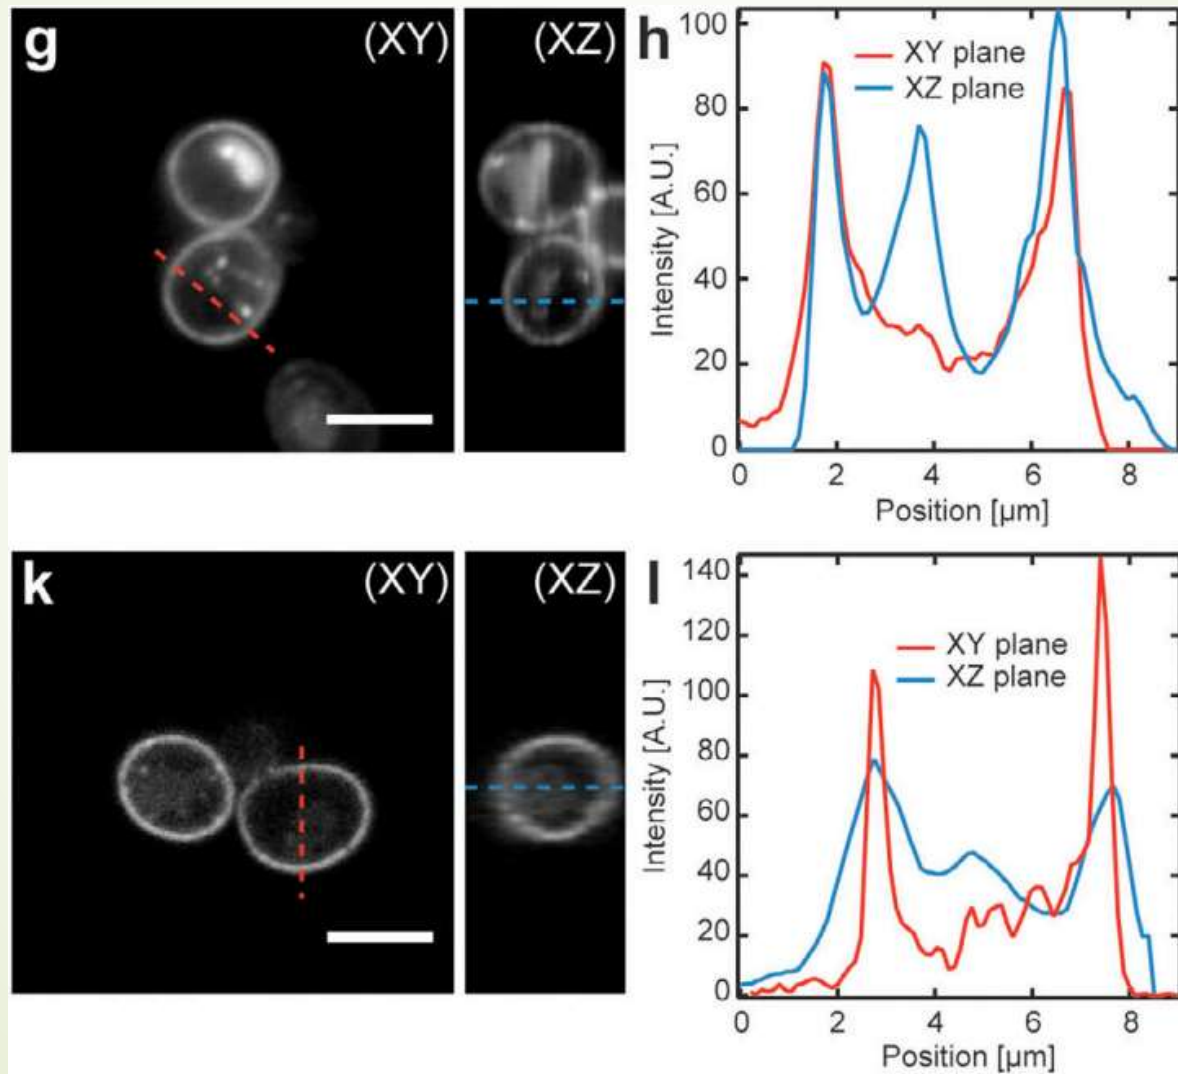 g (XY) (XZ)
h
100
80
60
40
20
0
Intensity [A.U.]
XY plane
XZ plane
0 2 4 6 8
Position [µm]
k (XY) (XZ)
l
140
120
100
80
60
40
20
0
Intensity [A.U.]
XY plane
XZ plane
0 2 4 6 8
Position [µm]